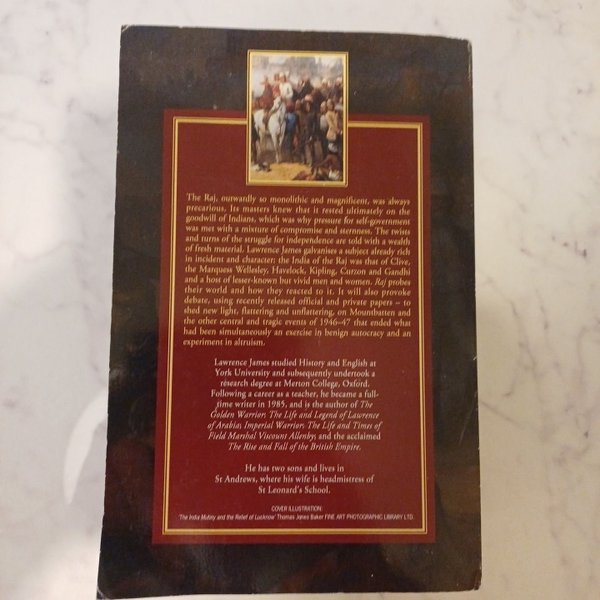 The Raj, outwardly so monolithic and magnificent, was always
precarious. Its masters knew that it rested ultimately on the
goodwill of Indians, which was why pressure for self-government
was met with a mixture of compromise and sternness. The twists
and turns of the struggle for independence are told with a wealth
of fresh material. Lawrence James galvanises a subject already rich
in incident and character: the India of the Raj was that of Clive,
the Marquess Wellesley, Havelock, Kipling, Curzon and Gandhi
and a host of lesser-known but vivid men and women. Raj probes
their world and how they reacted to it. It will also provoke
debate, using recently released official and private papers – to
shed new light, flattering and unflattering, on Mountbatten and
the other central and tragic events of 1946–47 that ended what
had been simultaneously an exercise in benign autocracy and an
experiment in altruism.
Lawrence James studied History and English at
York University and subsequently undertook a
research degree at Merton College, Oxford.
Following a career as a teacher, he became a full-
time writer in 1985, and is the author of The
Golden Warrior: The Life and Legend of Lawrence
of Arabia; Imperial Warrior: The Life and Times of
Field Marshal Viscount Allenby; and the acclaimed
The Rise and Fall of the British Empire.
He has two sons and lives in
St Andrews, where his wife is headmistress of
St Leonard's School.
COVER ILLUSTRATION:
'The India Mutiny and the Relief of Lucknow' Thomas Jones Baker FINE ART PHOTOGRAPHIC LIBRARY LTD.